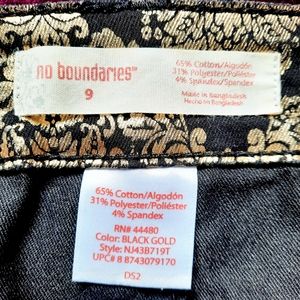 no boundaries™
9
65% Cotton/Algodón
31% Polyester/Poliéster
4% Spandex/Spandex
Made in Bangladesh
Hecho en Bangladesh
65% Cotton/Algodón
31% Polyester/Poliéster
4% Spandex
RN# 44480
Color: BLACK GOLD
Style: NJ43B719T
UPC# 8 8743079170
DS2